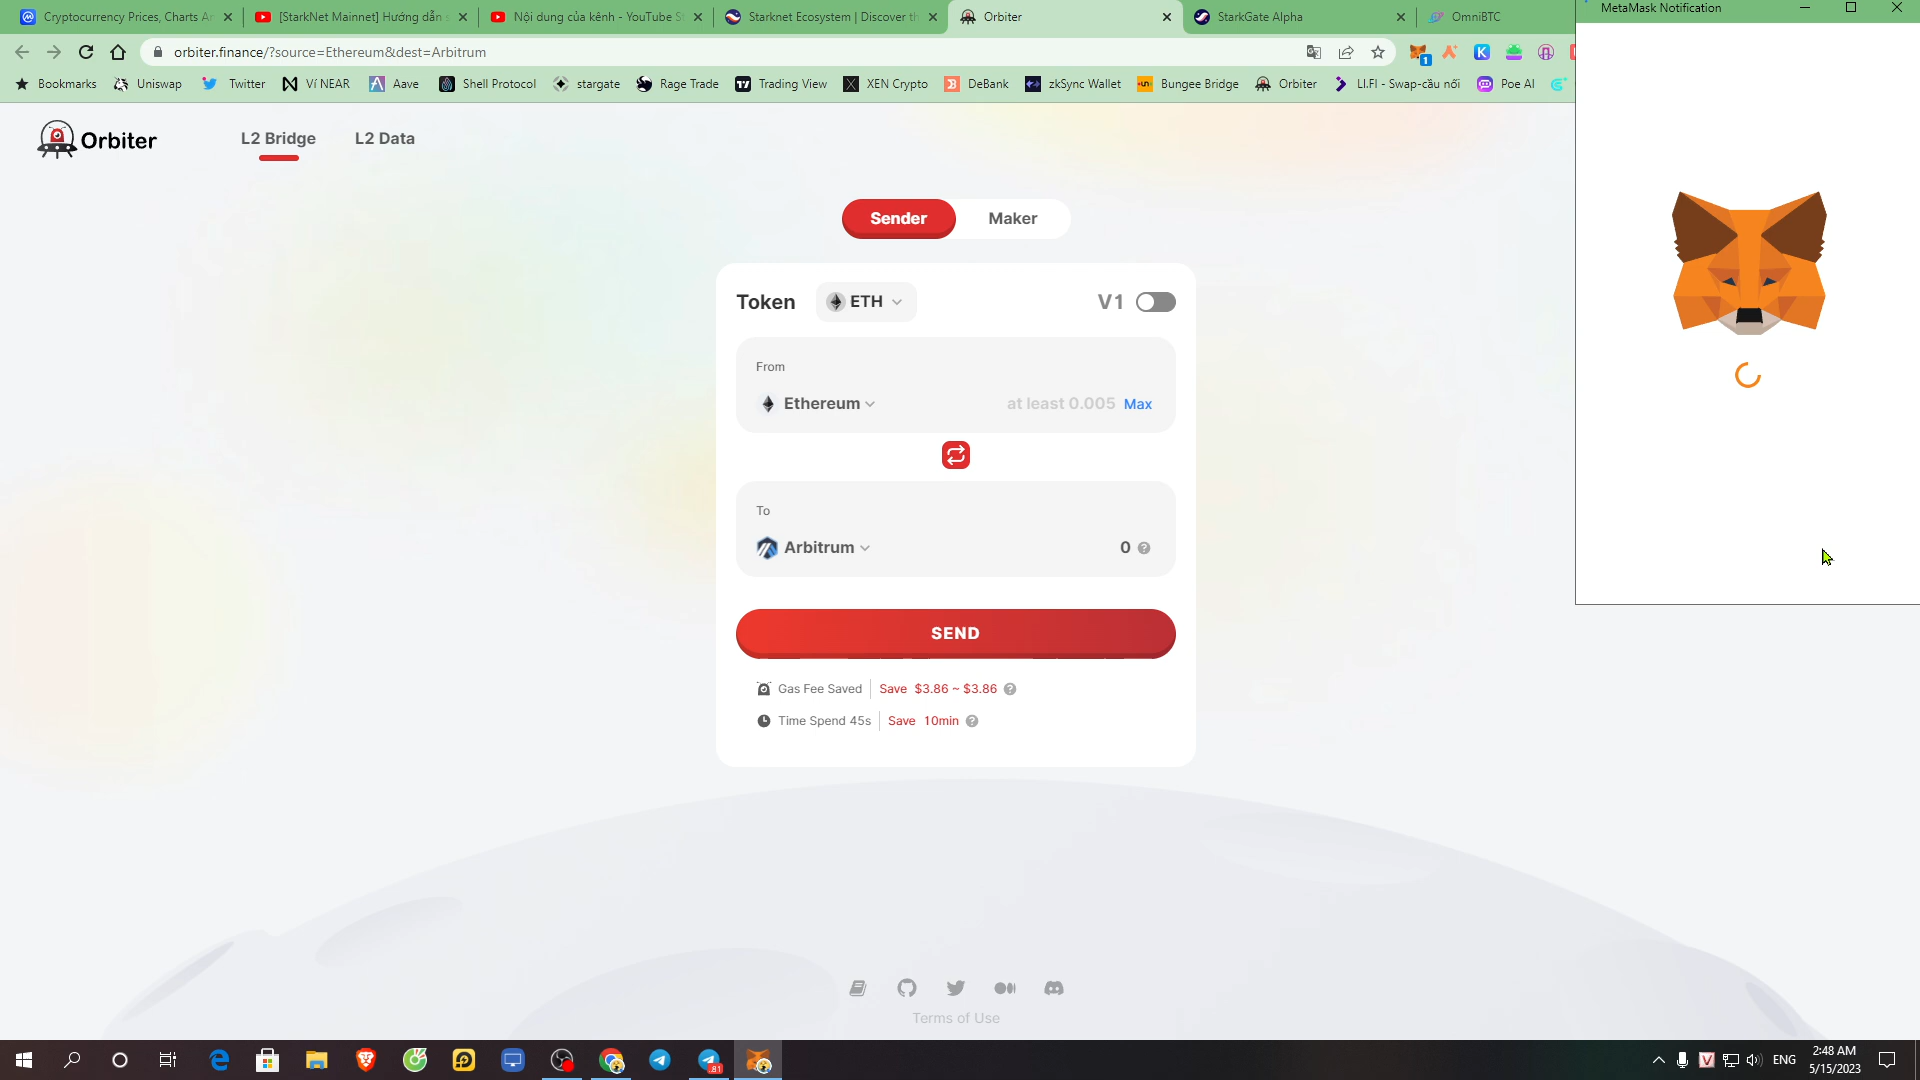 Cryptocurrency Prices, Charts Ar
[StarkNet Mainnet] Hướng dẫn s
Nội dung của kênh - YouTube S
Starknet Ecosystem | Discover th
Orbiter
StarkGate Alpha
OmniBTC
MetaMask Notification
orbiter.finance/?source=Ethereum&dest=Arbitrum
1
Bookmarks
Uniswap
Twitter
Ví NEAR
Aave
Shell Protocol
stargate
Rage Trade
Trading View
XEN Crypto
DeBank
zkSync Wallet
Bungee Bridge
Orbiter
LI.FI - Swap-cầu nối
Poe AI
Orbiter
L2 Bridge
L2 Data
Sender
Maker
Token
ETH
V1
From
Ethereum
at least 0.005 Max
To
Arbitrum
0
SEND
Gas Fee Saved
Save $3.86 ~ $3.86
Time Spend 45s
Save 10min
Terms of Use
81
ENG
2:48 AM
5/15/2023